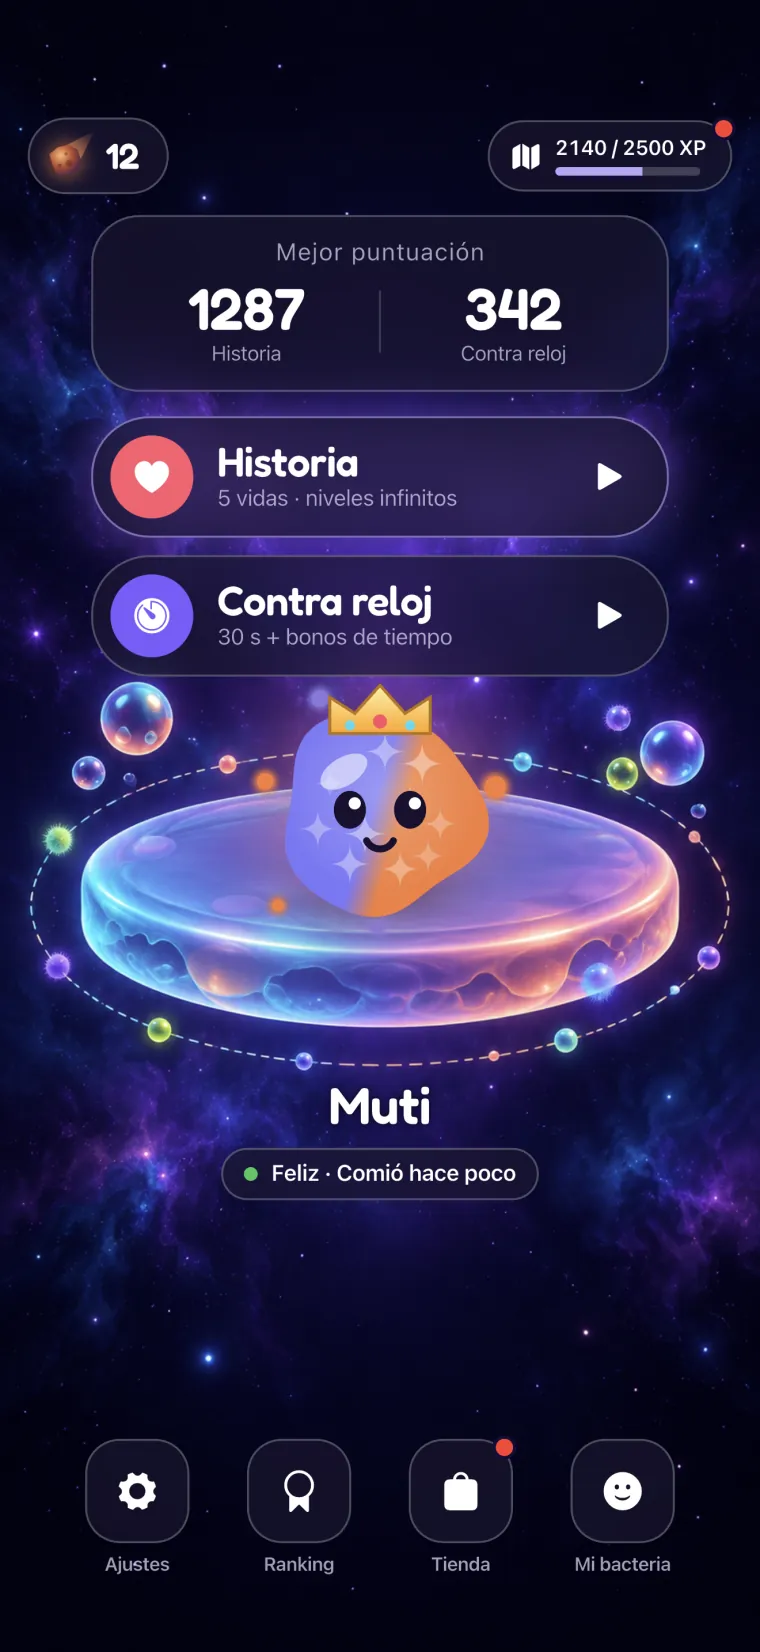 12
2140 / 2500 XP
Mejor puntuación
1287
342
Historia
Contra reloj
Historia
5 vidas · niveles infinitos
Contra reloj
30 s + bonos de tiempo
Muti
Feliz · Comió hace poco
Ajustes
Ranking
Tienda
Mi bacteria